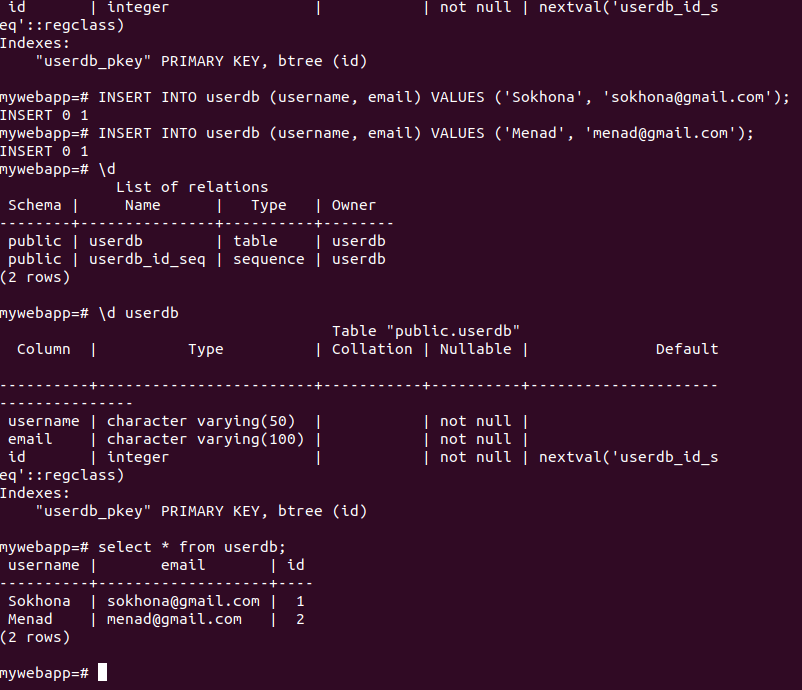 id       | integer                |           | not null | nextval('userdb_id_s
eq'::regclass)
Indexes:
    "userdb_pkey" PRIMARY KEY, btree (id)

mywebapp=# INSERT INTO userdb (username, email) VALUES ('Sokhona', 'sokhona@gmail.com');
INSERT 0 1
mywebapp=# INSERT INTO userdb (username, email) VALUES ('Menad', 'menad@gmail.com');
INSERT 0 1
mywebapp=# \d
             List of relations
 Schema |     Name      |   Type   | Owner
--------+---------------+----------+--------
 public | userdb        | table    | userdb
 public | userdb_id_seq | sequence | userdb
(2 rows)

mywebapp=# \d userdb
                                     Table "public.userdb"
  Column  |          Type          | Collation | Nullable |              Default

----------+------------------------+-----------+----------+---------------------
---------------
 username | character varying(50)  |           | not null |
 email    | character varying(100) |           | not null |
 id       | integer                |           | not null | nextval('userdb_id_s
eq'::regclass)
Indexes:
    "userdb_pkey" PRIMARY KEY, btree (id)

mywebapp=# select * from userdb;
 username |       email       | id
----------+-------------------+----
 Sokhona  | sokhona@gmail.com |  1
 Menad    | menad@gmail.com   |  2
(2 rows)

mywebapp=#